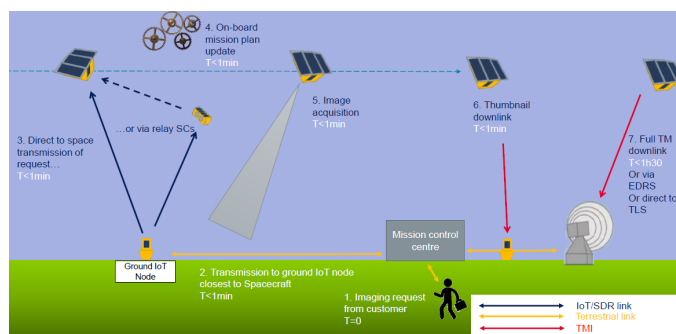 4. On-board
mission plan
update
T<1min
5. Image
acquisition
T<1min
6. Thumbnail
downlink
T<1min
7. Full TM
downlink
T<1h30
Or via
EDRS
Or direct to
TLS
…or via relay SCs
3. Direct to space
transmission of
request…
T<1min
Ground IoT
Node
2. Transmission to ground IoT node
closest to Spacecraft
T<1min
Mission control
centre
1. Imaging request
from customer
T=0
IoT/SDR link
Terrestrial link
TMI